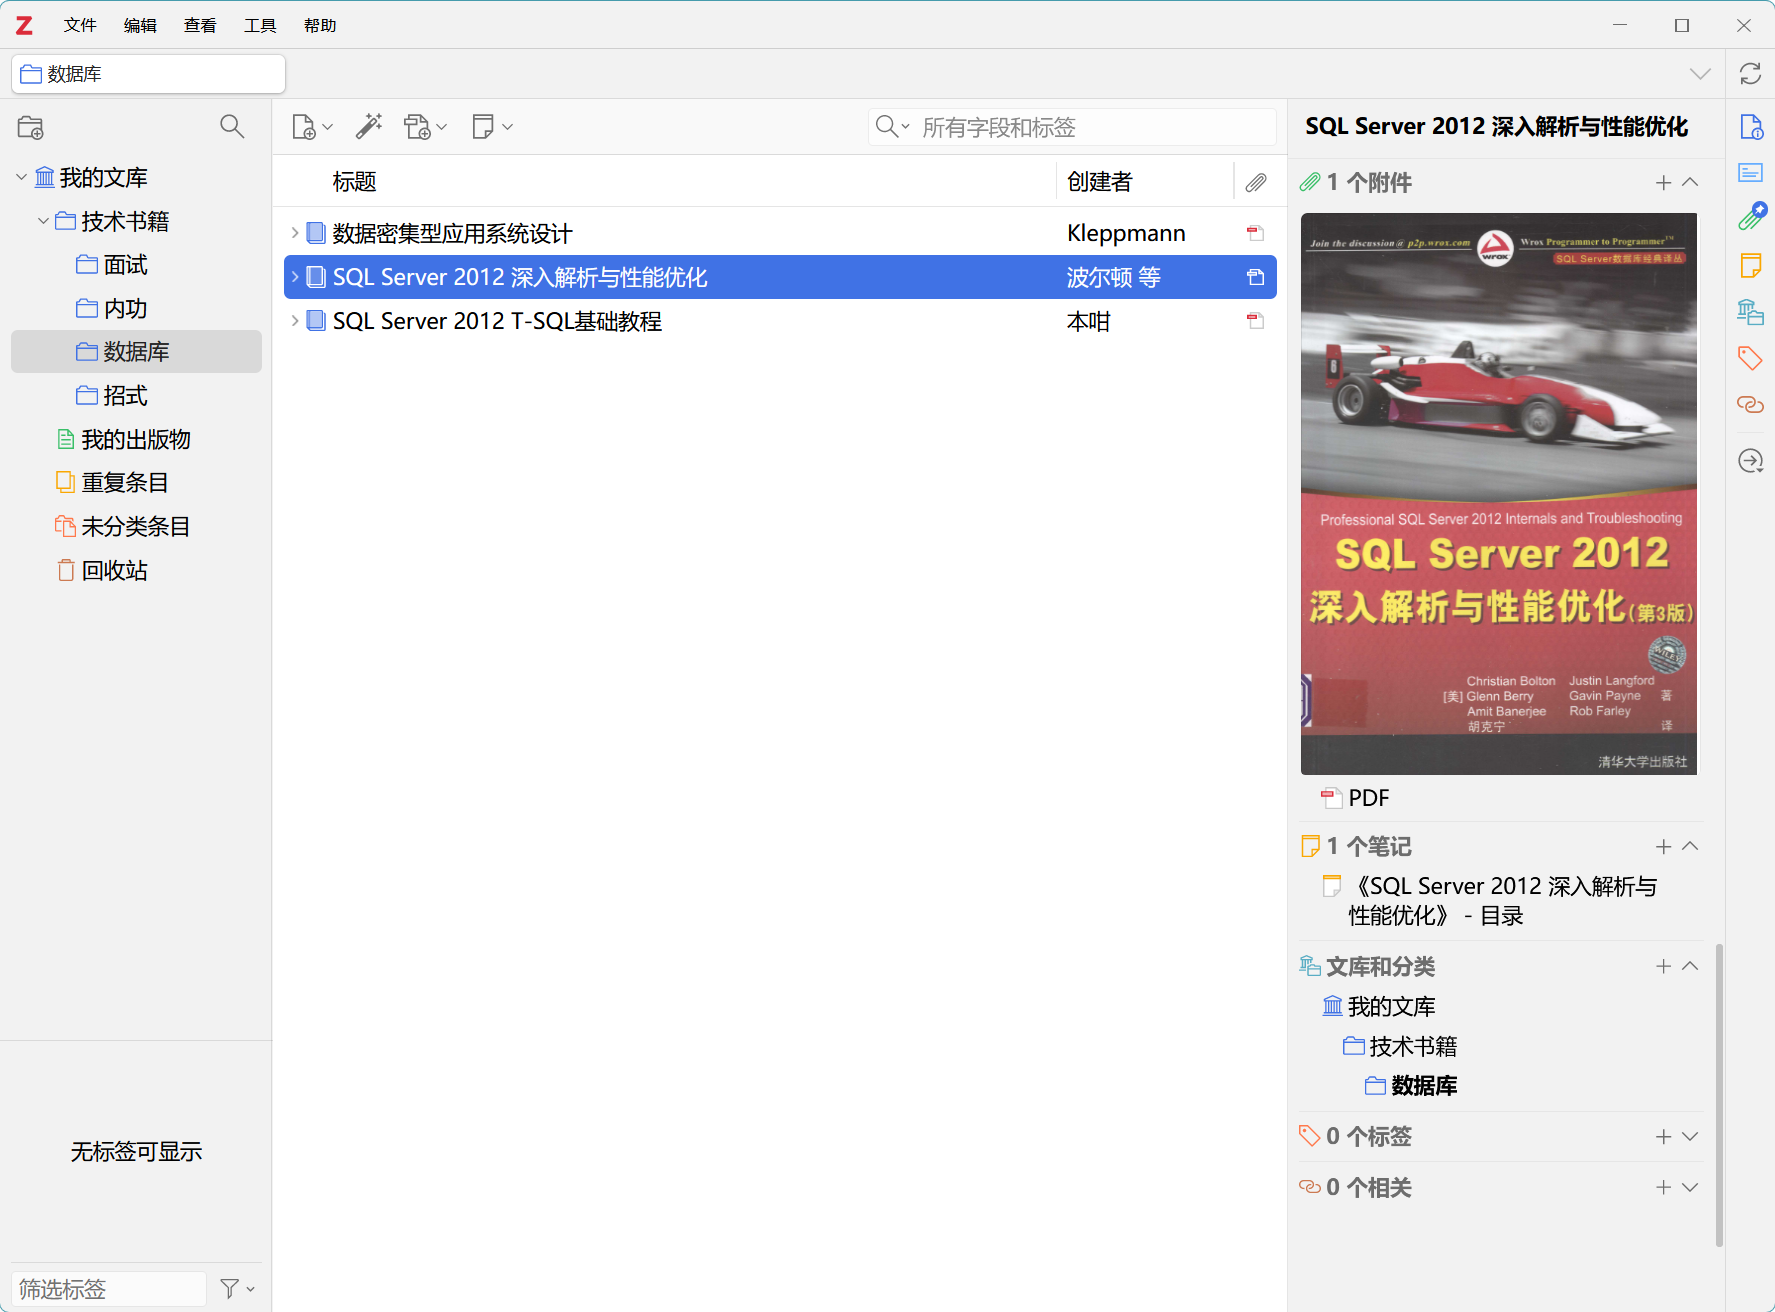 Z 文件 编辑 查看 工具 帮助
数据库
我的文库
技术书籍
面试
内功
数据库
招式
我的出版物
重复条目
未分类条目
回收站
无标签可显示
筛选标签
所有字段和标签
标题 创建者
数据密集型应用系统设计 Kleppmann
SQL Server 2012 深入解析与性能优化 波尔顿 等
SQL Server 2012 T-SQL基础教程 本咁
SQL Server 2012 深入解析与性能优化
1 个附件
Join the discussion @ p2p.wrox.com
wrox
Wrox Programmer to Programmer™
SQL Server数据库经典译丛
6
Professional SQL Server 2012 Internals and Troubleshooting
SQL Server 2012
深入解析与性能优化(第3版)
WILEY
Christian Bolton Justin Langford
[美] Glenn Berry Gavin Payne 著
Amit Banerjee Rob Farley
胡克宁 译
清华大学出版社
PDF
1 个笔记
《SQL Server 2012 深入解析与
性能优化》 - 目录
文库和分类
我的文库
技术书籍
数据库
0 个标签
0 个相关